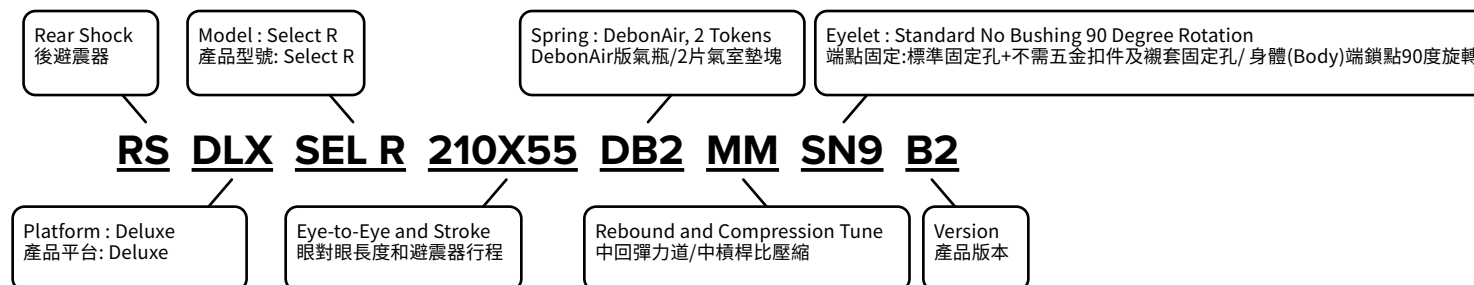 Rear Shock
後避震器
Model : Select R
產品型號: Select R
Spring : DebonAir, 2 Tokens
DebonAir版氣瓶/2片氣室墊塊
Eyelet : Standard No Bushing 90 Degree Rotation
端點固定:標準固定孔+不需五金扣件及襯套固定孔/ 身體(Body)端鎖點90度旋轉
RS DLX SEL R 210X55 DB2 MM SN9 B2
Platform : Deluxe
產品平台: Deluxe
Eye-to-Eye and Stroke
眼對眼長度和避震器行程
Rebound and Compression Tune
中回彈力道/中槓桿比壓縮
Version
產品版本